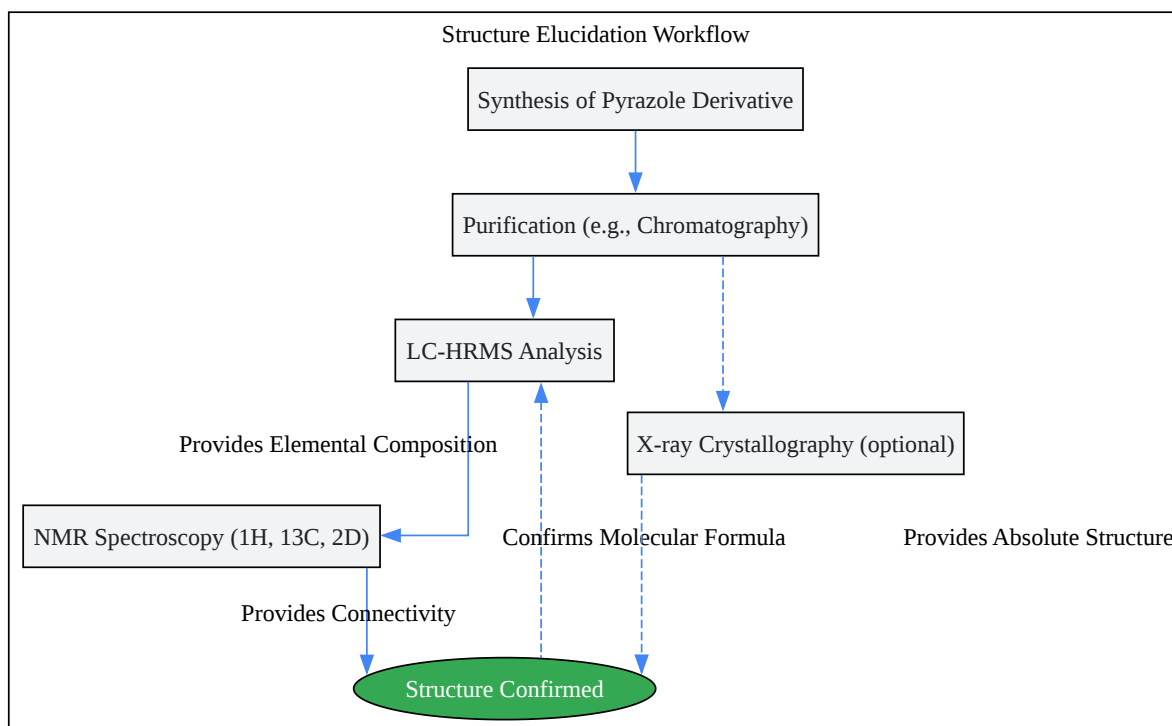 Structure Elucidation Workflow
Synthesis of Pyrazole Derivative
Purification (e.g., Chromatography)
LC-HRMS Analysis
Provides Elemental Composition
X-ray Crystallography (optional)
NMR Spectroscopy (1H, 13C, 2D)
Confirms Molecular Formula
Provides Absolute Structure
Provides Connectivity
Structure Confirmed